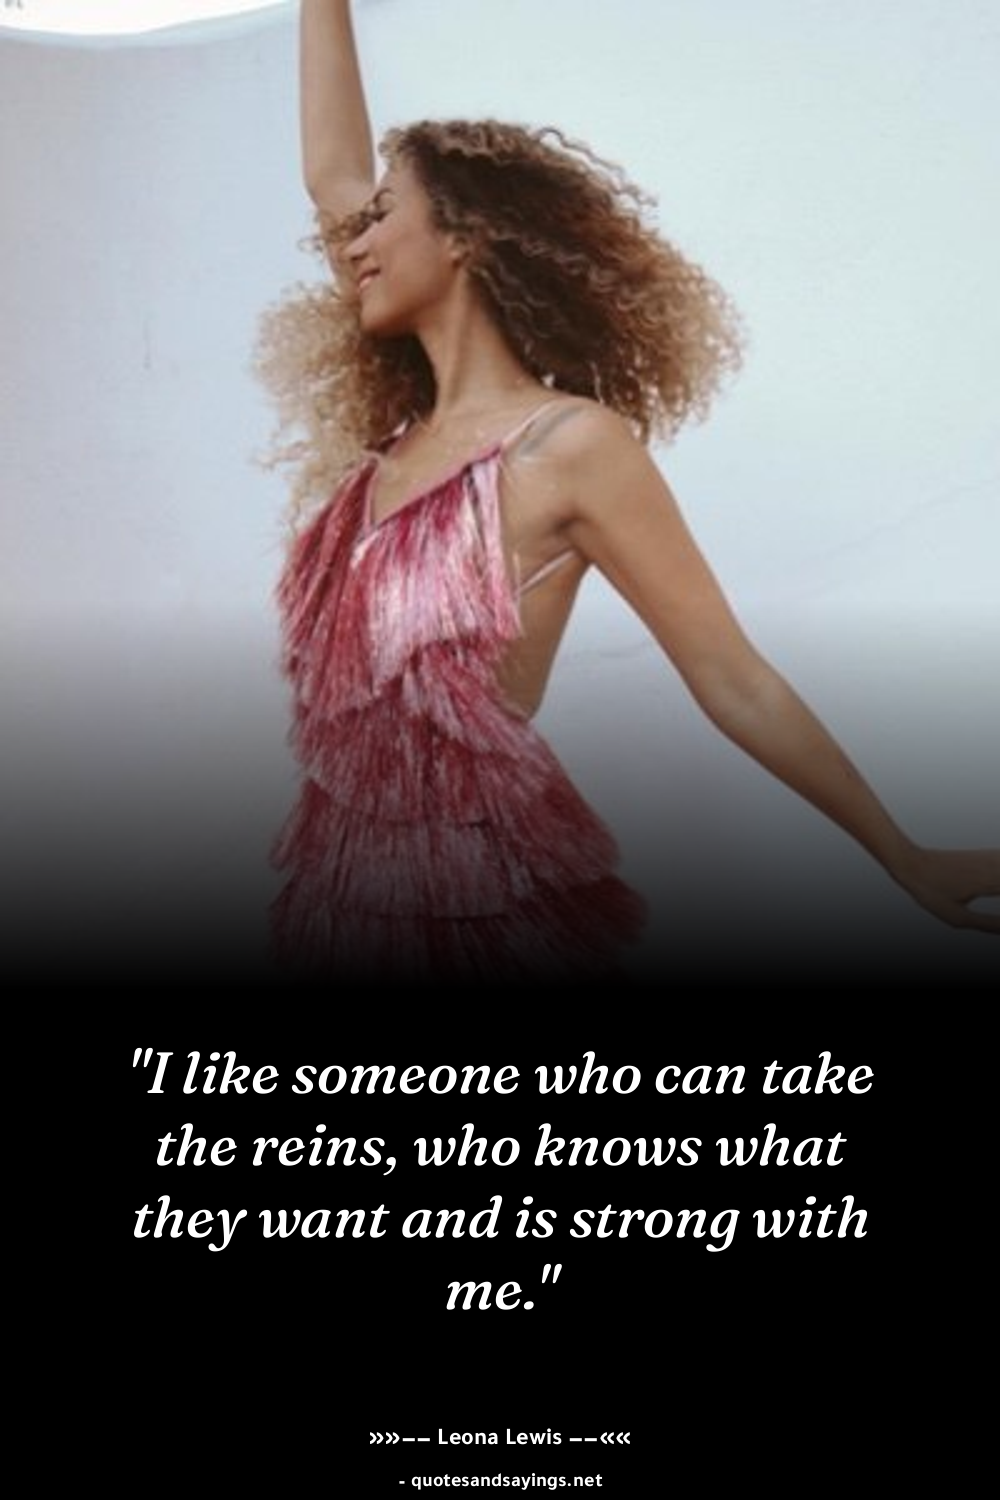 "I like someone who can take
the reins, who knows what
they want and is strong with
me."
»»–– Leona Lewis ––««
- quotesandsayings.net